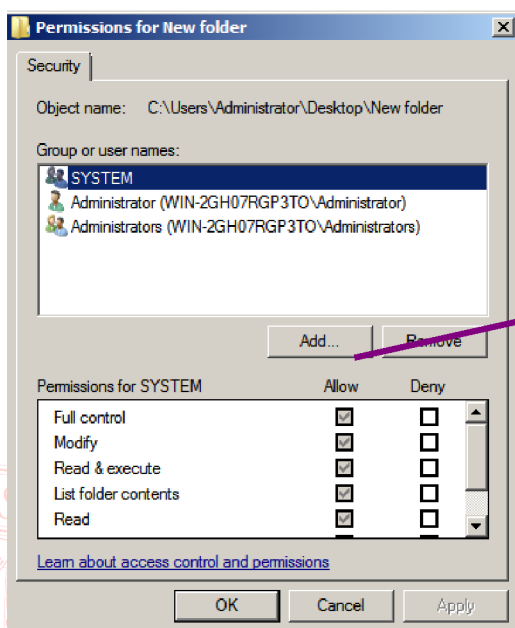 Permissions for New folder
Security
Object name: C:\Users\Administrator\Desktop\New folder
Group or user names:
SYSTEM
Administrator (WIN-2GH07RGP3TO\Administrator)
Administrators (WIN-2GH07RGP3TO\Administrators)
Add... Remove
Permissions for SYSTEM Allow Deny
Full control
Modify
Read & execute
List folder contents
Read
Learn about access control and permissions
OK Cancel Apply